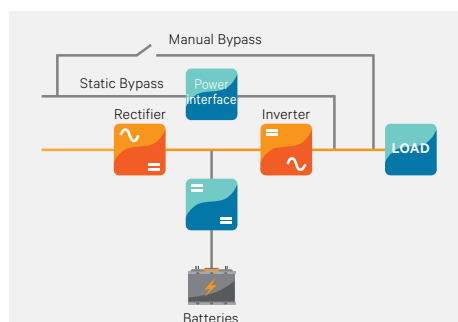 Manual Bypass
Static Bypass
Power
interface
Rectifier
Inverter
LOAD
Batteries